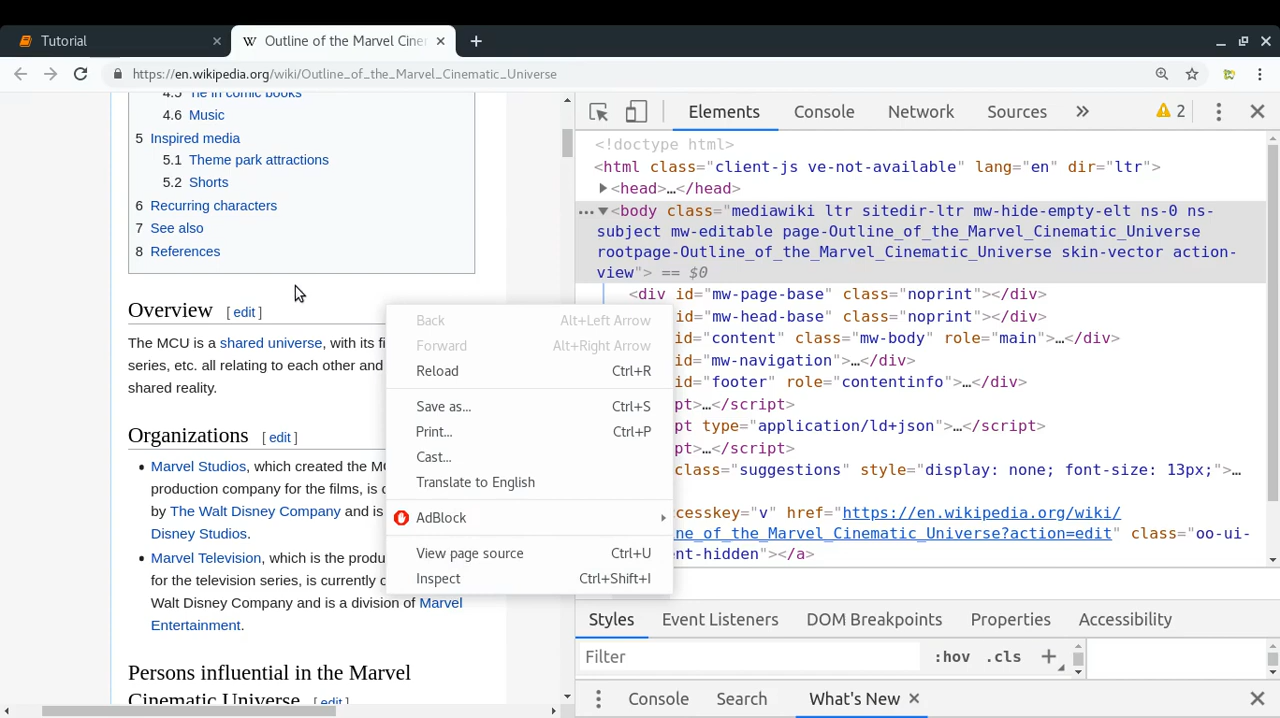 Tutorial
W Outline of the Marvel Cine
https://en.wikipedia.org/wiki/Outline_of_the_Marvel_Cinematic_Universe
4.5 Tie in comic books
4.6 Music
5 Inspired media
5.1 Theme park attractions
5.2 Shorts
6 Recurring characters
7 See also
8 References
Overview [ edit ]
The MCU is a shared universe, with its fi
series, etc. all relating to each other and
shared reality.
Organizations [ edit ]
• Marvel Studios, which created the MC
production company for the films, is c
by The Walt Disney Company and is
Disney Studios.
• Marvel Television, which is the produ
for the television series, is currently o
Walt Disney Company and is a division of Marvel
Entertainment.
Persons influential in the Marvel
Cinematic Universe [ edit ]
Back Alt+Left Arrow
Forward Alt+Right Arrow
Reload Ctrl+R
Save as... Ctrl+S
Print... Ctrl+P
Cast...
Translate to English
AdBlock
View page source Ctrl+U
Inspect Ctrl+Shift+I
Elements Console Network Sources » 2
<!doctype html>
<html class="client-js ve-not-available" lang="en" dir="ltr">
<head>…</head>
<body class="mediawiki ltr sitedir-ltr mw-hide-empty-elt ns-0 ns-
subject mw-editable page-Outline_of_the_Marvel_Cinematic_Universe
rootpage-Outline_of_the_Marvel_Cinematic_Universe skin-vector action-
view"> == $0
<div id="mw-page-base" class="noprint"></div>
id="mw-head-base" class="noprint"></div>
id="content" class="mw-body" role="main">…</div>
id="mw-navigation">…</div>
id="footer" role="contentinfo">…</div>
pt>…</script>
pt type="application/ld+json">…</script>
pt>…</script>
class="suggestions" style="display: none; font-size: 13px;">…
ccesskey="v" href="https://en.wikipedia.org/wiki/
ne_of_the_Marvel_Cinematic_Universe?action=edit" class="oo-ui-
ent-hidden"></a>
Styles Event Listeners DOM Breakpoints Properties Accessibility
Filter :hov .cls +
Console Search What's New